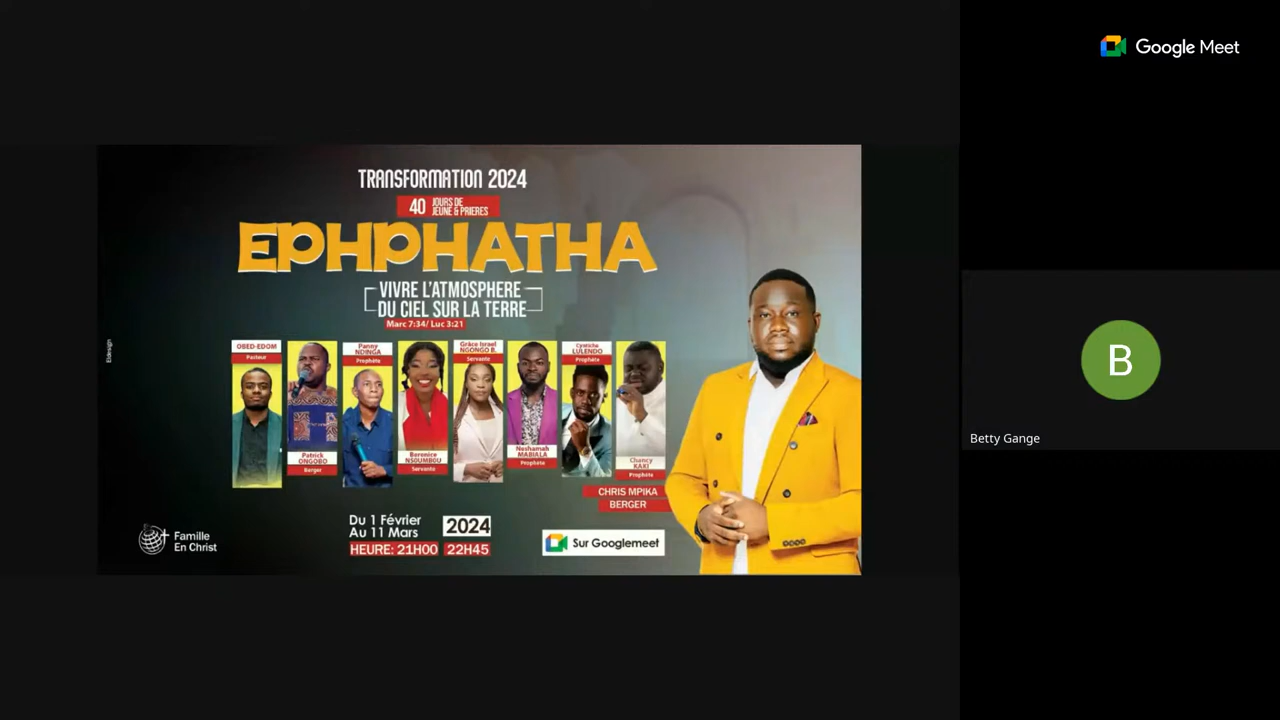 Google Meet
TRANSFORMATION 2024
40 JOURS DE
JEUNE & PRIERES
EPHPHATHA
VIVRE L'ATMOSPHERE
DU CIEL SUR LA TERRE
Marc 7:34/ Luc 3:21
Eldesign
OBED-EDOM
Pasteur
Patrick
ONGOBO
Berger
Panny
NDINGA
Prophète
Berenice
NSOUMBOU
Servante
Grâce Israel
NGONGO B.
Servante
Neshamah
MABIALA
Prophète
Cywisha
LULENDO
Prophète
Chancy
KAKI
Prophète
CHRIS MPIKA
BERGER
Famille
En Christ
Du 1 Février
Au 11 Mars
2024
HEURE: 21H00 22H45
Sur Googlemeet
B
Betty Gange